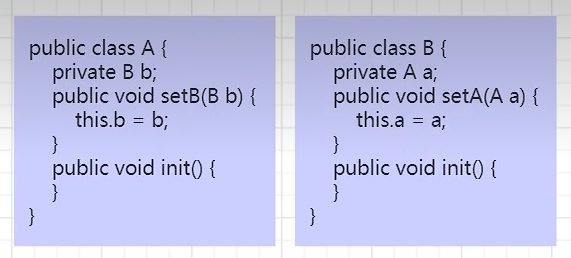 public class A {
private B b;
public void setB(B b) {
this.b = b;
}
public void init() {
}
}
public class B {
private A a;
public void setA(A a) {
this.a = a;
}
public void init() {
}
}